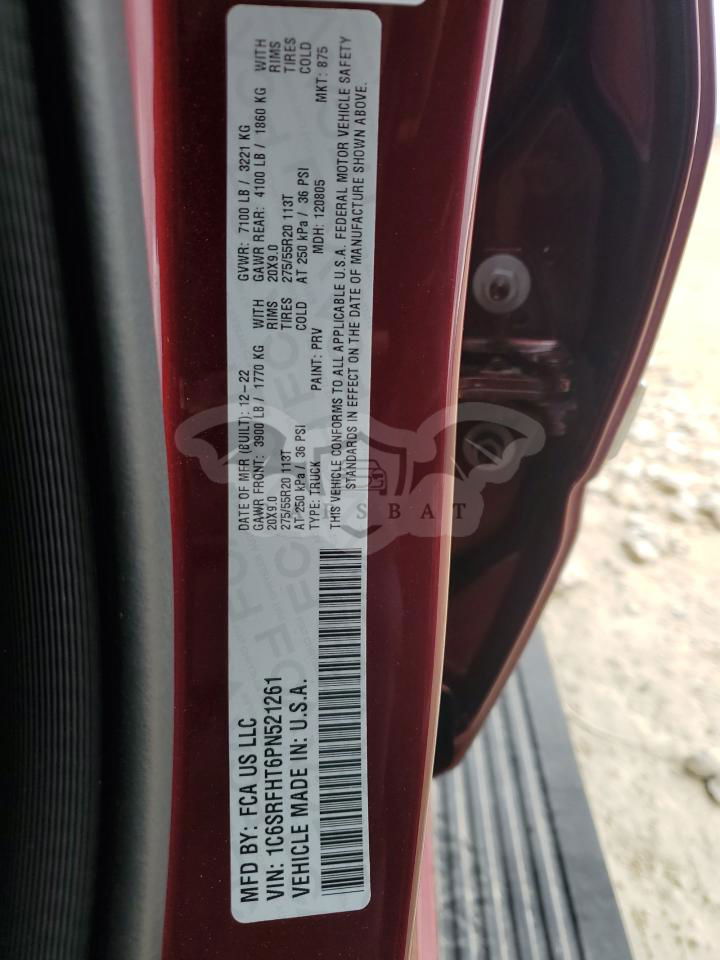 MFD BY: FCA US LLC
VIN: 1C6SRFHT6PN521261
VEHICLE MADE IN: U.S.A.
DATE OF MFR (BUILT): 12-22 GVWR: 7100 LB / 3221 KG
GAWR FRONT: 3900 LB / 1770 KG WITH GAWR REAR: 4100 LB / 1860 KG WITH
20X9.0 RIMS 20X9.0 RIMS
275/55R20 113T TIRES 275/55R20 113T TIRES
AT 250 kPa / 36 PSI COLD AT 250 kPa / 36 PSI COLD
TYPE: TRUCK PAINT: PRV MDH: 120805 MKT: 875
THIS VEHICLE CONFORMS TO ALL APPLICABLE U.S.A. FEDERAL MOTOR VEHICLE SAFETY
STANDARDS IN EFFECT ON THE DATE OF MANUFACTURE SHOWN ABOVE.